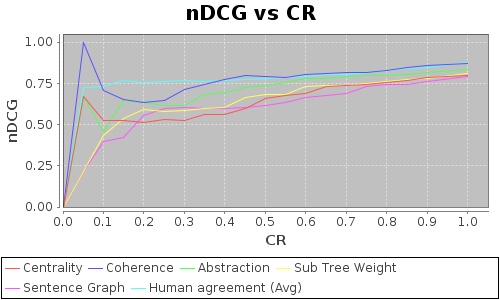 nDCG vs CR
1.00
0.75
0.50
0.25
0.00
nDCG
0.0 0.1 0.2 0.3 0.4 0.5 0.6 0.7 0.8 0.9 1.0
CR
Centrality Coherence Abstraction Sub Tree Weight
Sentence Graph Human agreement (Avg)